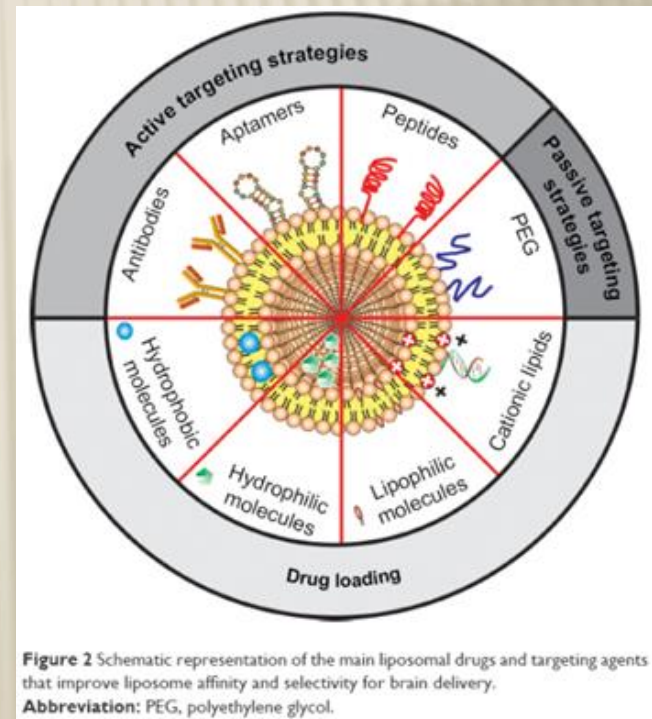 Active targeting strategies
Passive targeting
strategies
Antibodies
Aptamers
Peptides
PEG
Hydrophobic
molecules
Hydrophilic
molecules
Lipophilic
molecules
Cationic lipids
Drug loading
Figure 2 Schematic representation of the main liposomal drugs and targeting agents
that improve liposome affinity and selectivity for brain delivery.
Abbreviation: PEG, polyethylene glycol.